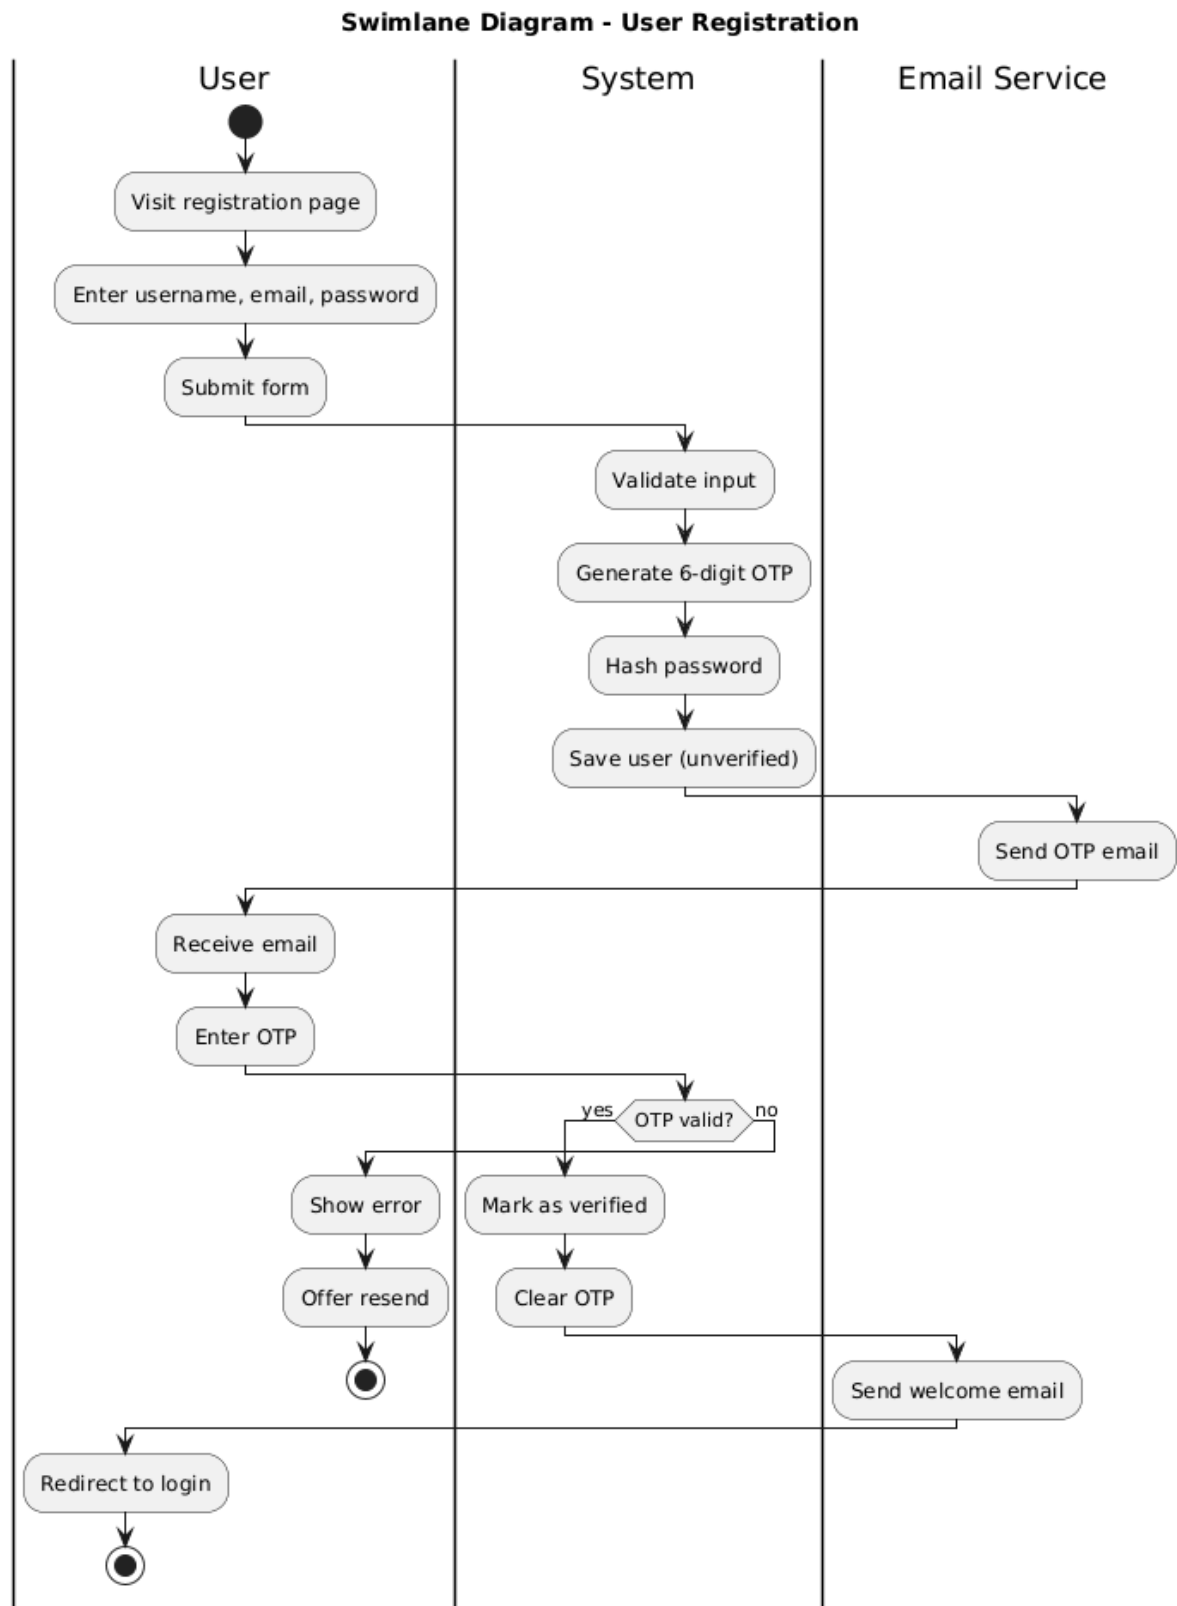 Swimlane Diagram - User Registration
User
System
Email Service
Visit registration page
Enter username, email, password
Submit form
Validate input
Generate 6-digit OTP
Hash password
Save user (unverified)
Send OTP email
Receive email
Enter OTP
yes
OTP valid?
no
Show error
Mark as verified
Offer resend
Clear OTP
Send welcome email
Redirect to login